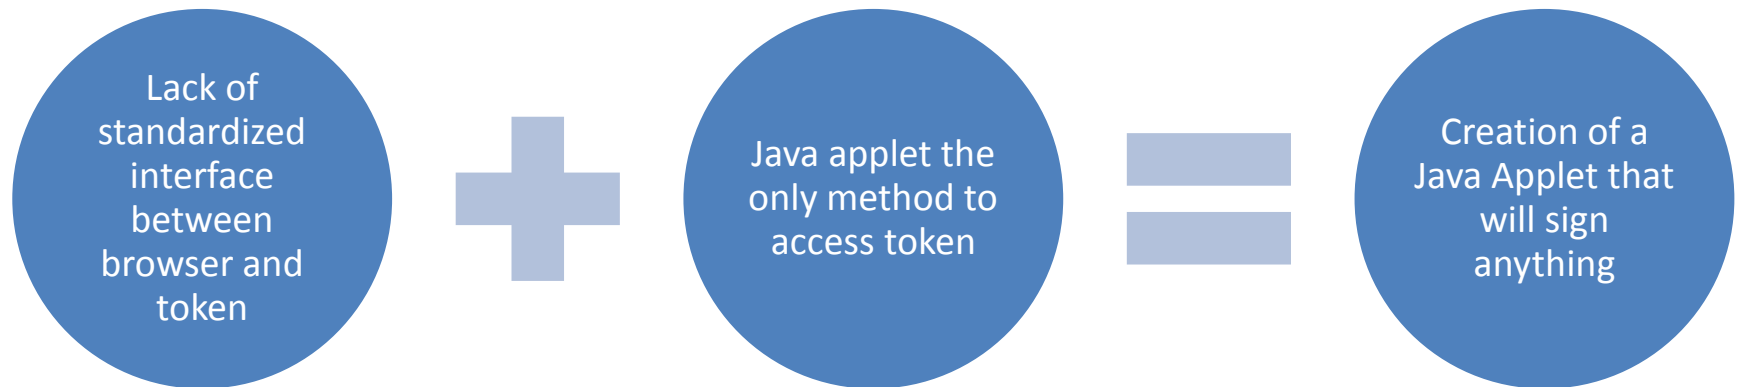 Lack of
standardized
interface
between
browser and
token
Java applet the
only method to
access token
Creation of a
Java Applet that
will sign
anything